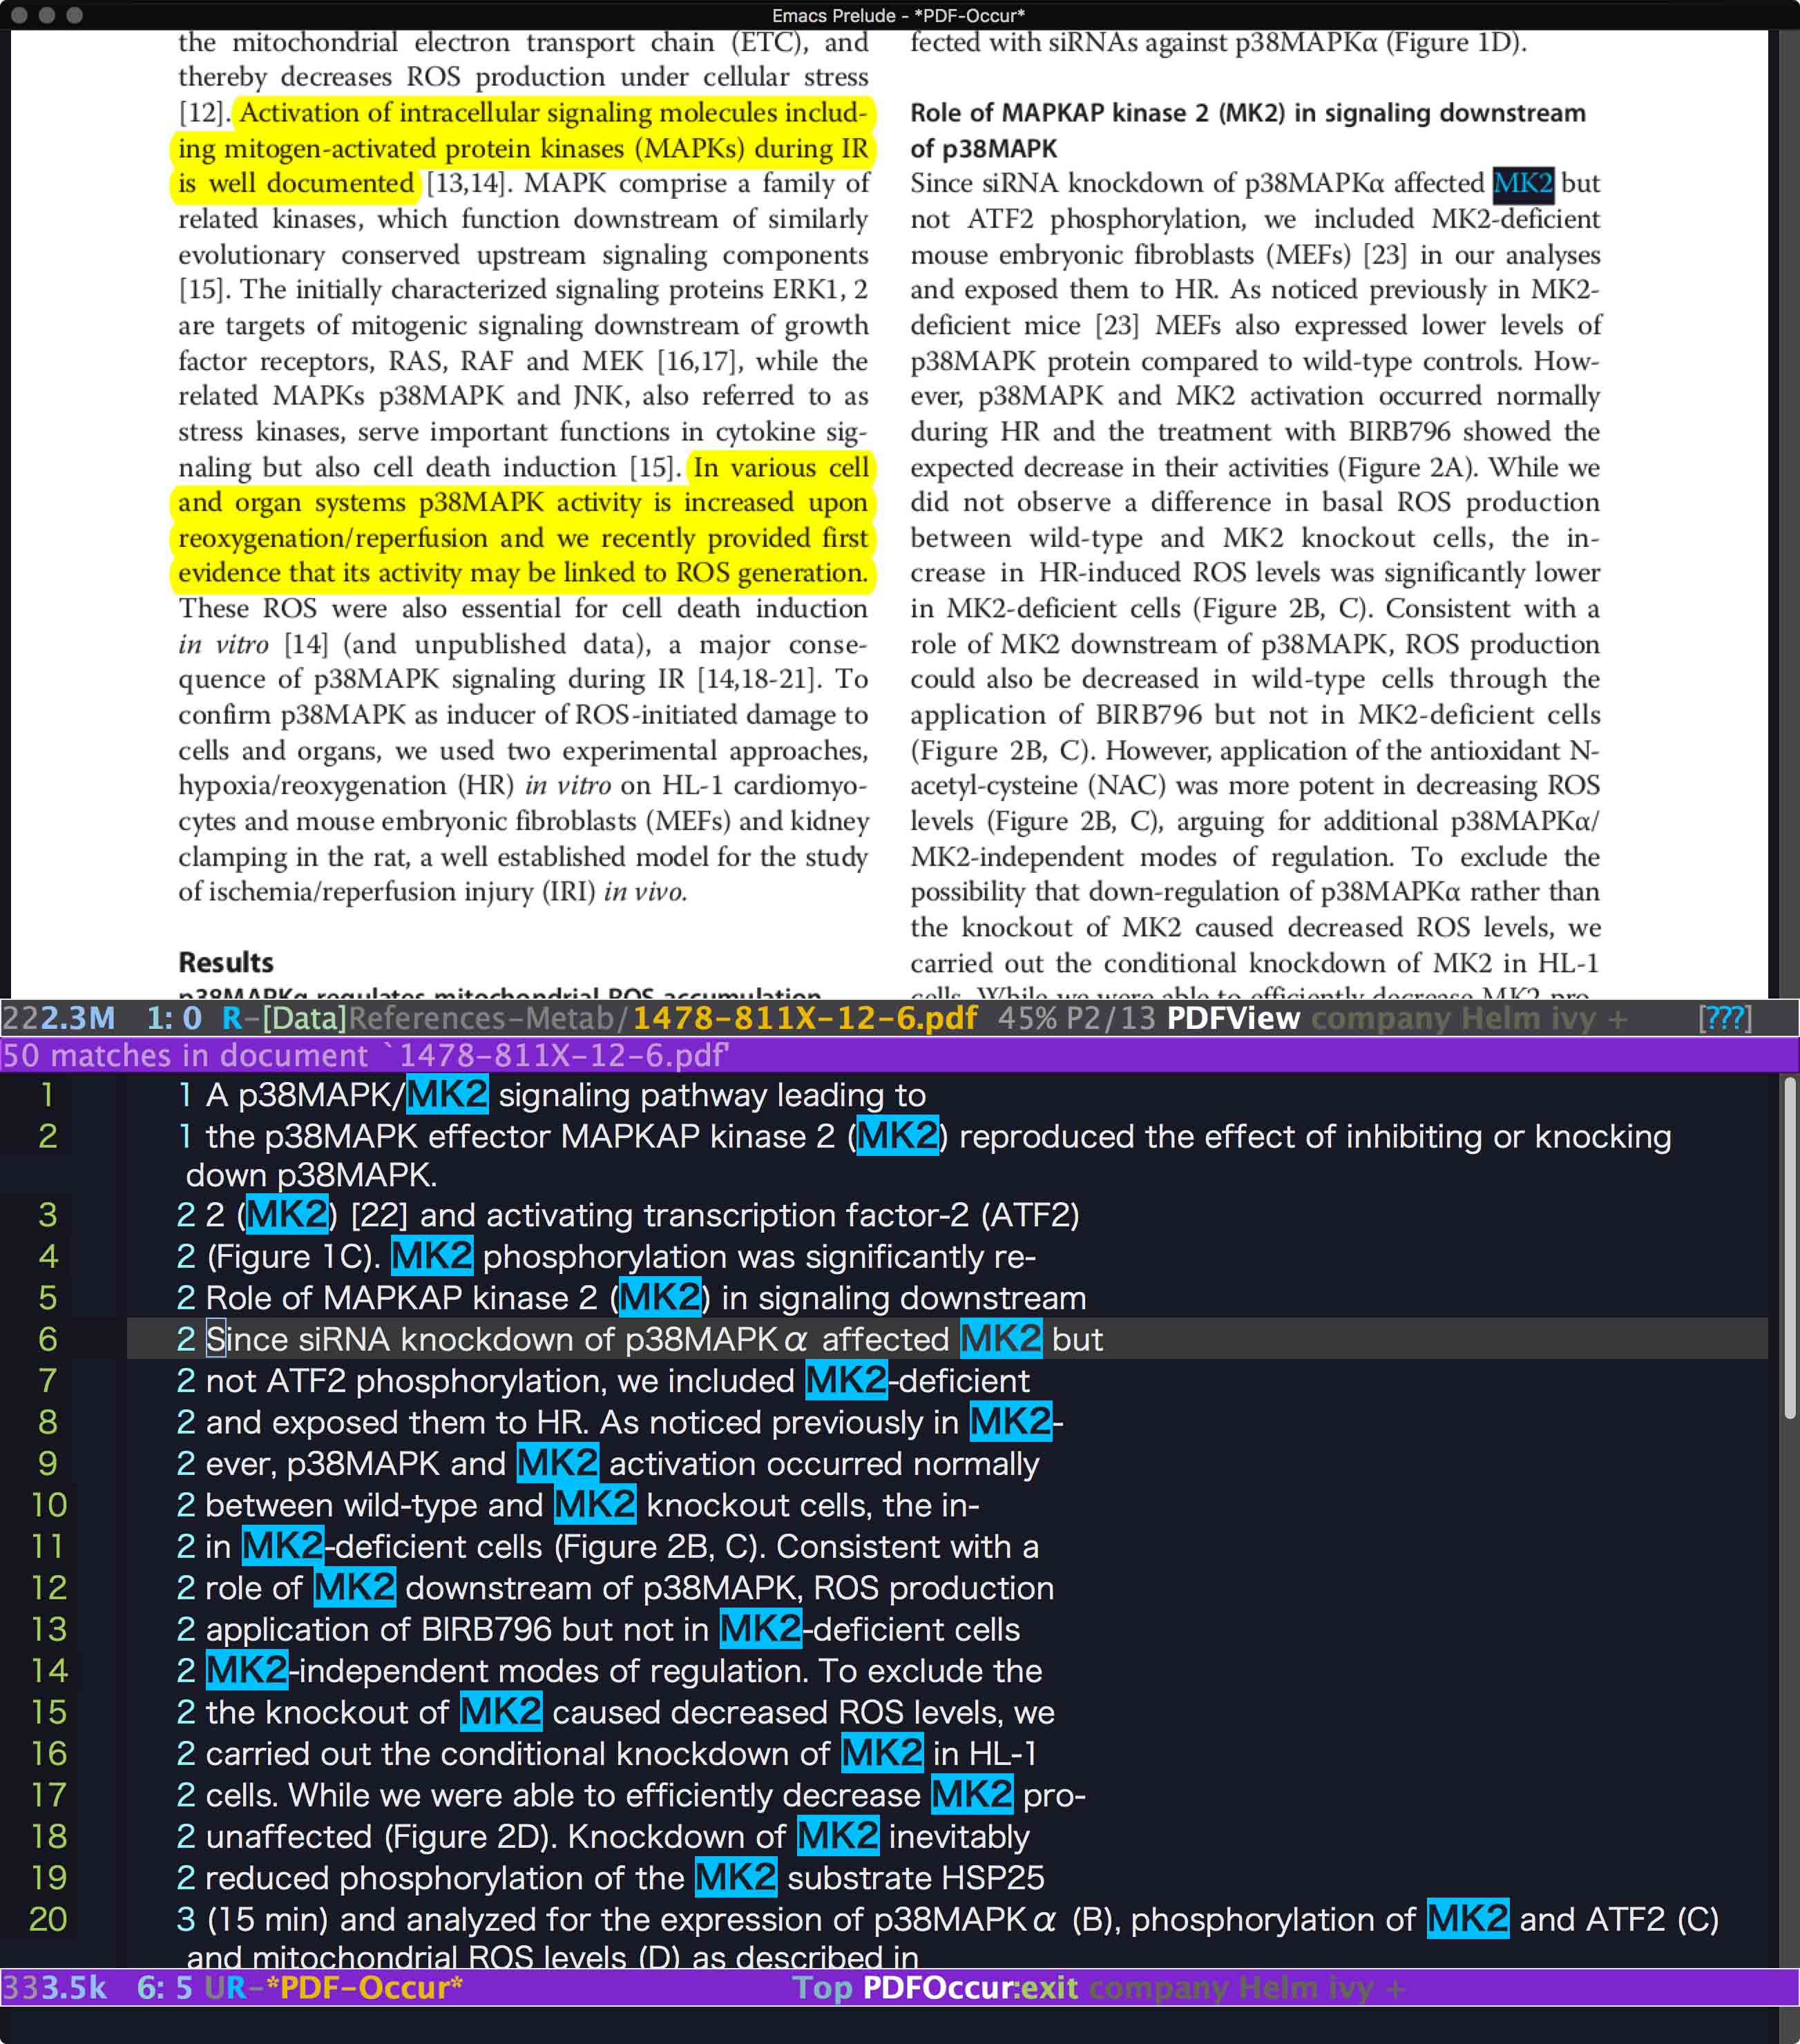 Emacs Prelude - *PDF-Occur*
the mitochondrial electron transport chain (ETC), and
thereby decreases ROS production under cellular stress
[12]. Activation of intracellular signaling molecules includ-
ing mitogen-activated protein kinases (MAPKs) during IR
is well documented [13,14]. MAPK comprise a family of
related kinases, which function downstream of similarly
evolutionary conserved upstream signaling components
[15]. The initially characterized signaling proteins ERK1, 2
are targets of mitogenic signaling downstream of growth
factor receptors, RAS, RAF and MEK [16,17], while the
related MAPKs p38MAPK and JNK, also referred to as
stress kinases, serve important functions in cytokine sig-
naling but also cell death induction [15]. In various cell
and organ systems p38MAPK activity is increased upon
reoxygenation/reperfusion and we recently provided first
evidence that its activity may be linked to ROS generation.
These ROS were also essential for cell death induction
in vitro [14] (and unpublished data), a major conse-
quence of p38MAPK signaling during IR [14,18-21]. To
confirm p38MAPK as inducer of ROS-initiated damage to
cells and organs, we used two experimental approaches,
hypoxia/reoxygenation (HR) in vitro on HL-1 cardiomyo-
cytes and mouse embryonic fibroblasts (MEFs) and kidney
clamping in the rat, a well established model for the study
of ischemia/reperfusion injury (IRI) in vivo.
Results
p38MAPKα regulates mitochondrial ROS accumulation
fected with siRNAs against p38MAPKα (Figure 1D).
Role of MAPKAP kinase 2 (MK2) in signaling downstream
of p38MAPK
Since siRNA knockdown of p38MAPKα affected MK2 but
not ATF2 phosphorylation, we included MK2-deficient
mouse embryonic fibroblasts (MEFs) [23] in our analyses
and exposed them to HR. As noticed previously in MK2-
deficient mice [23] MEFs also expressed lower levels of
p38MAPK protein compared to wild-type controls. How-
ever, p38MAPK and MK2 activation occurred normally
during HR and the treatment with BIRB796 showed the
expected decrease in their activities (Figure 2A). While we
did not observe a difference in basal ROS production
between wild-type and MK2 knockout cells, the in-
crease in HR-induced ROS levels was significantly lower
in MK2-deficient cells (Figure 2B, C). Consistent with a
role of MK2 downstream of p38MAPK, ROS production
could also be decreased in wild-type cells through the
application of BIRB796 but not in MK2-deficient cells
(Figure 2B, C). However, application of the antioxidant N-
acetyl-cysteine (NAC) was more potent in decreasing ROS
levels (Figure 2B, C), arguing for additional p38MAPKα/
MK2-independent modes of regulation. To exclude the
possibility that down-regulation of p38MAPKα rather than
the knockout of MK2 caused decreased ROS levels, we
carried out the conditional knockdown of MK2 in HL-1
cells. While we were able to efficiently decrease MK2 pro-
222.3M 1: 0 R-[Data]References-Metab/1478-811X-12-6.pdf 45% P2/13 PDFView company Helm ivy + [???]
50 matches in document `1478-811X-12-6.pdf'
1 1 A p38MAPK/MK2 signaling pathway leading to
2 1 the p38MAPK effector MAPKAP kinase 2 (MK2) reproduced the effect of inhibiting or knocking
down p38MAPK.
3 2 2 (MK2) [22] and activating transcription factor-2 (ATF2)
4 2 (Figure 1C). MK2 phosphorylation was significantly re-
5 2 Role of MAPKAP kinase 2 (MK2) in signaling downstream
6 2 Since siRNA knockdown of p38MAPKα affected MK2 but
7 2 not ATF2 phosphorylation, we included MK2-deficient
8 2 and exposed them to HR. As noticed previously in MK2-
9 2 ever, p38MAPK and MK2 activation occurred normally
10 2 between wild-type and MK2 knockout cells, the in-
11 2 in MK2-deficient cells (Figure 2B, C). Consistent with a
12 2 role of MK2 downstream of p38MAPK, ROS production
13 2 application of BIRB796 but not in MK2-deficient cells
14 2 MK2-independent modes of regulation. To exclude the
15 2 the knockout of MK2 caused decreased ROS levels, we
16 2 carried out the conditional knockdown of MK2 in HL-1
17 2 cells. While we were able to efficiently decrease MK2 pro-
18 2 unaffected (Figure 2D). Knockdown of MK2 inevitably
19 2 reduced phosphorylation of the MK2 substrate HSP25
20 3 (15 min) and analyzed for the expression of p38MAPKα (B), phosphorylation of MK2 and ATF2 (C)
and mitochondrial ROS levels (D) as described in
333.5k 6: 5 UR-*PDF-Occur* Top PDFOccur:exit company Helm ivy +